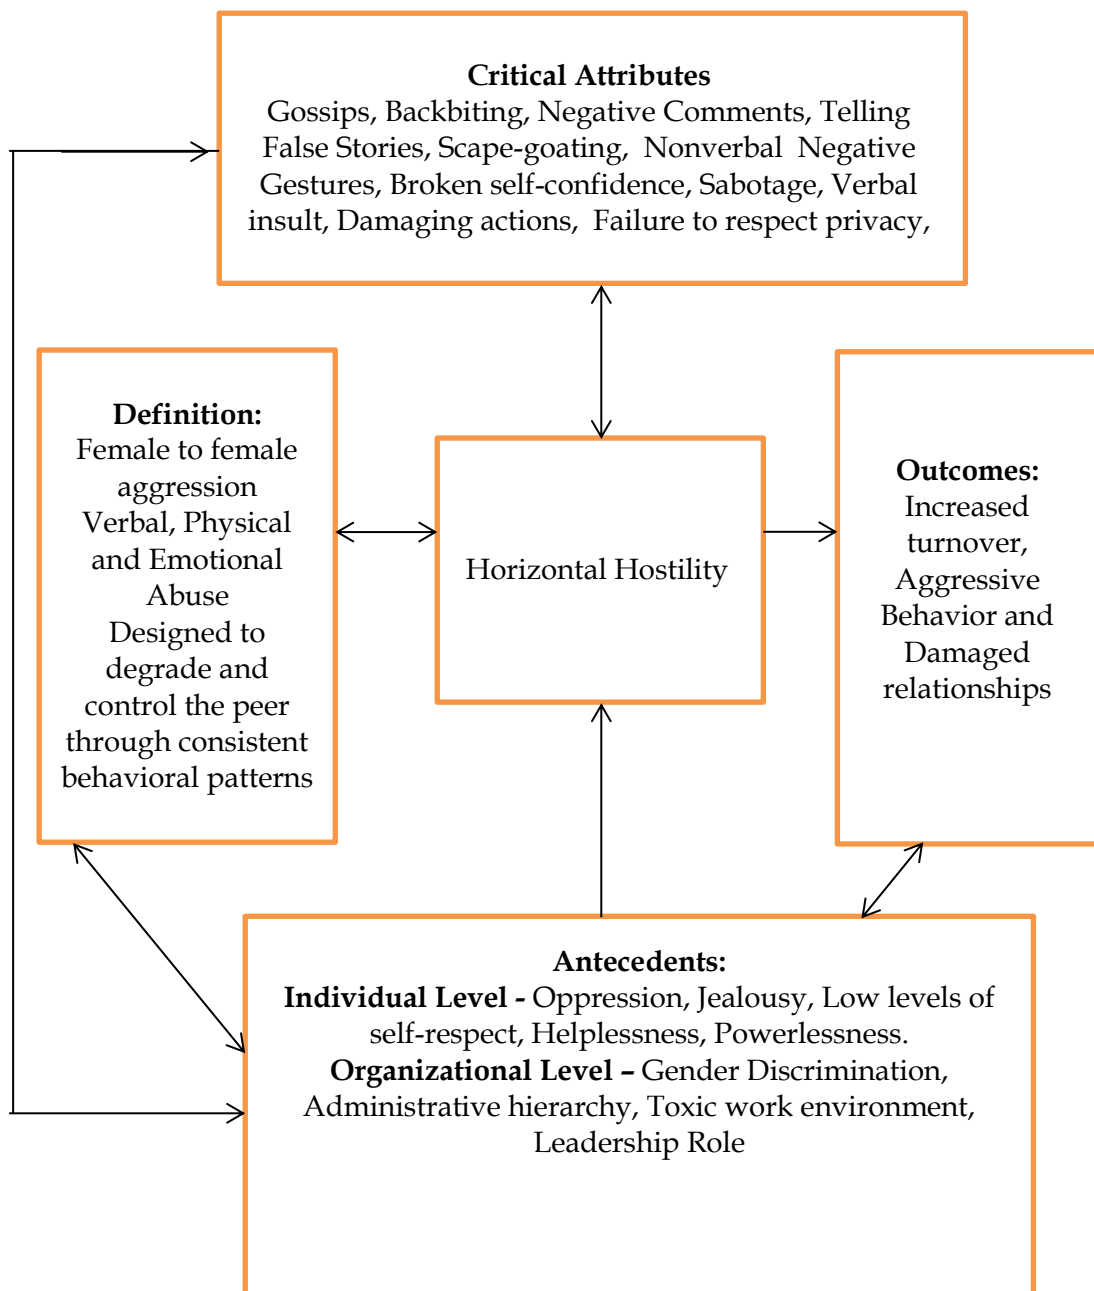 Critical Attributes
Gossips, Backbiting, Negative Comments, Telling
False Stories, Scape-goating, Nonverbal Negative
Gestures, Broken self-confidence, Sabotage, Verbal
insult, Damaging actions, Failure to respect privacy,
Definition:
Female to female
aggression
Verbal, Physical
and Emotional
Abuse
Designed to
degrade and
control the peer
through consistent
behavioral patterns
Horizontal Hostility
Outcomes:
Increased
turnover,
Aggressive
Behavior and
Damaged
relationships
Antecedents:
Individual Level - Oppression, Jealousy, Low levels of
self-respect, Helplessness, Powerlessness.
Organizational Level – Gender Discrimination,
Administrative hierarchy, Toxic work environment,
Leadership Role